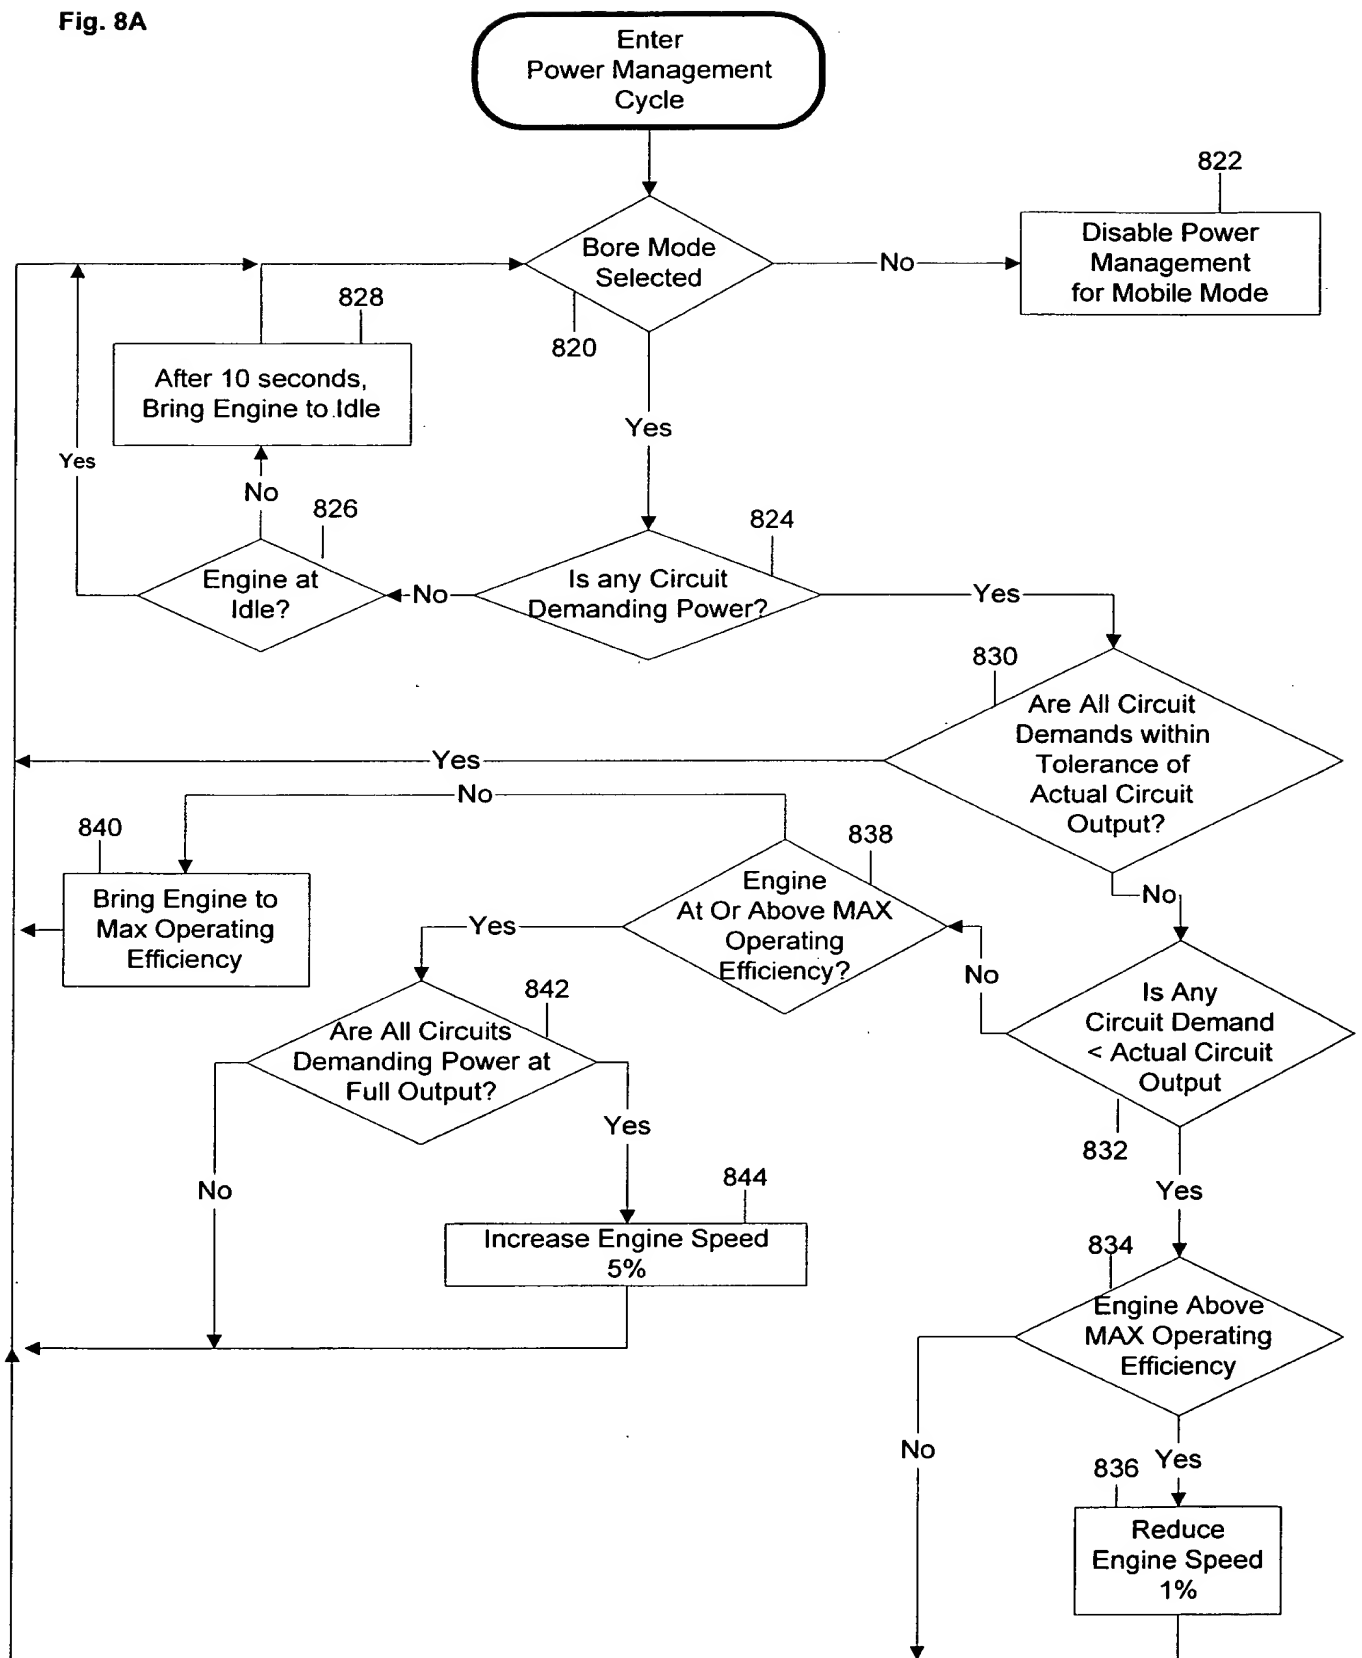 Fig. 8A
Enter
Power Management
Cycle
822
Bore Mode
Selected
No
Disable Power
Management
for Mobile Mode
828
820
After 10 seconds,
Bring Engine to Idle
Yes
Yes
No
826
824
Engine at
Idle?
No
Is any Circuit
Demanding Power?
Yes
830
Are All Circuit
Demands within
Tolerance of
Actual Circuit
Output?
Yes
No
840
838
Bring Engine to
Max Operating
Efficiency
Engine
At Or Above MAX
Operating
Efficiency?
No
Yes
No
842
Is Any
Circuit Demand
< Actual Circuit
Output
Are All Circuits
Demanding Power at
Full Output?
832
Yes
No
Yes
844
Increase Engine Speed
5%
834
Engine Above
MAX Operating
Efficiency
No
Yes
836
Reduce
Engine Speed
1%